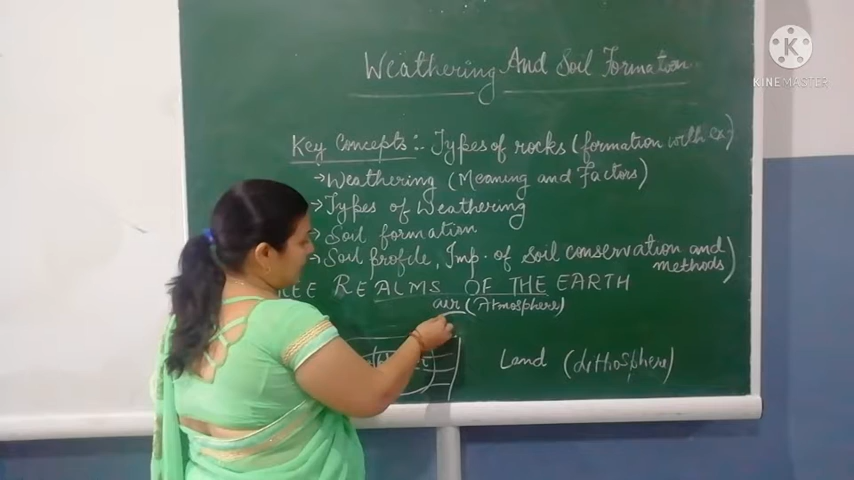 Weathering And Soil Formation
K
KINEMASTER
Key Concepts:- Types of rocks (formation with ex)
→Weathering (Meaning and Factors)
→Types of Weathering
→Soil formation
→Soil profile, Imp. of soil conservation and
methods)
REALMS OF THE EARTH
air (Atmosphere)
Land (lithosphere)